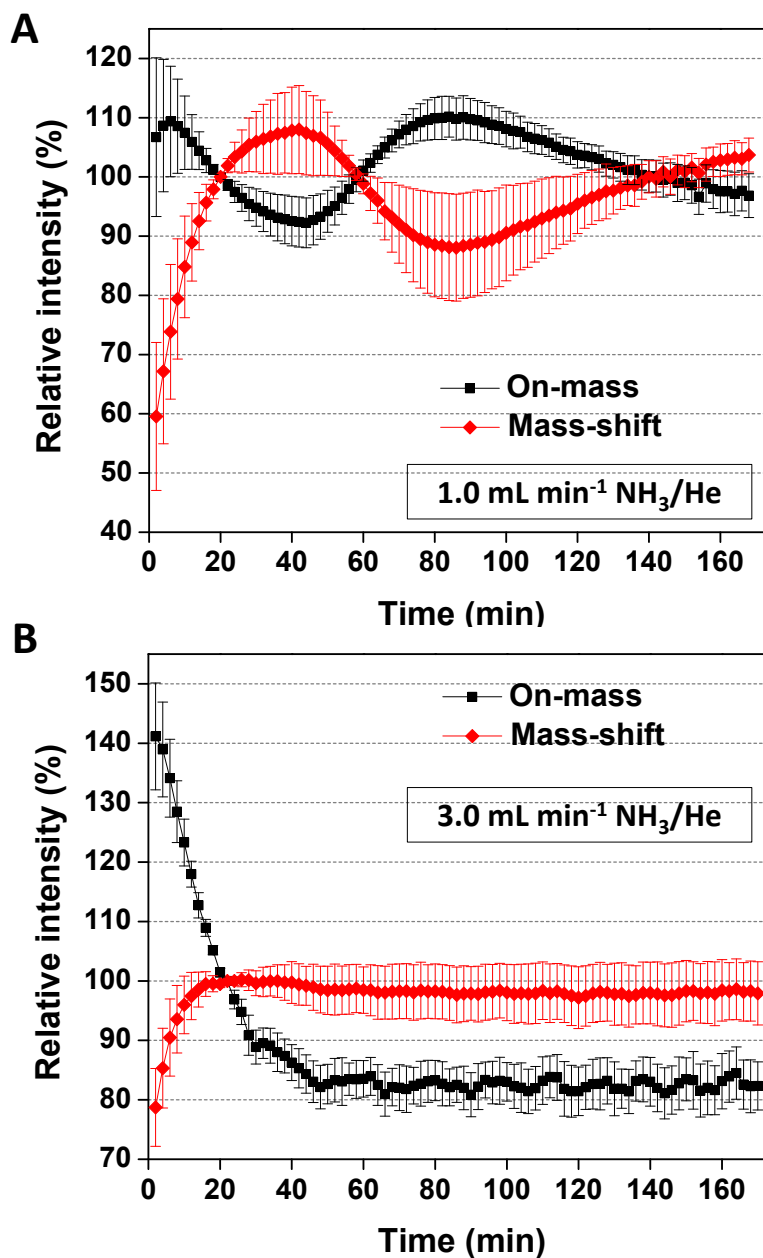 A
Relative intensity (%)
120
110
100
90
80
70
60
50
40
On-mass
Mass-shift
1.0 mL min⁻¹ NH₃/He
0 20 40 60 80 100 120 140 160
Time (min)
B
Relative intensity (%)
150
140
130
120
110
100
90
80
70
On-mass
Mass-shift
3.0 mL min⁻¹ NH₃/He
0 20 40 60 80 100 120 140 160
Time (min)